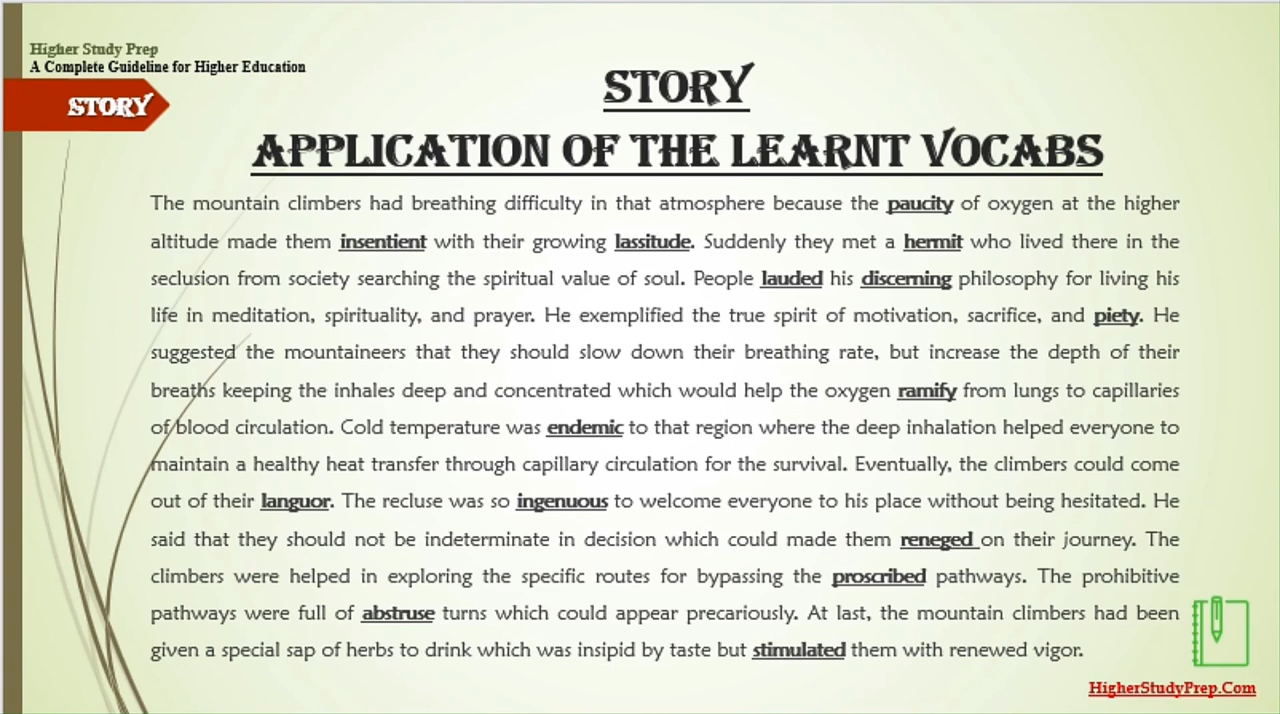 Higher Study Prep
A Complete Guideline for Higher Education
STORY
STORY
APPLICATION OF THE LEARNT VOCABS
The mountain climbers had breathing difficulty in that atmosphere because the paucity of oxygen at the higher
altitude made them insentient with their growing lassitude. Suddenly they met a hermit who lived there in the
seclusion from society searching the spiritual value of soul. People lauded his discerning philosophy for living his
life in meditation, spirituality, and prayer. He exemplified the true spirit of motivation, sacrifice, and piety. He
suggested the mountaineers that they should slow down their breathing rate, but increase the depth of their
breaths keeping the inhales deep and concentrated which would help the oxygen ramify from lungs to capillaries
of blood circulation. Cold temperature was endemic to that region where the deep inhalation helped everyone to
maintain a healthy heat transfer through capillary circulation for the survival. Eventually, the climbers could come
out of their languor. The recluse was so ingenuous to welcome everyone to his place without being hesitated. He
said that they should not be indeterminate in decision which could made them reneged on their journey. The
climbers were helped in exploring the specific routes for bypassing the proscribed pathways. The prohibitive
pathways were full of abstruse turns which could appear precariously. At last, the mountain climbers had been
given a special sap of herbs to drink which was insipid by taste but stimulated them with renewed vigor.
HigherStudyPrep.Com